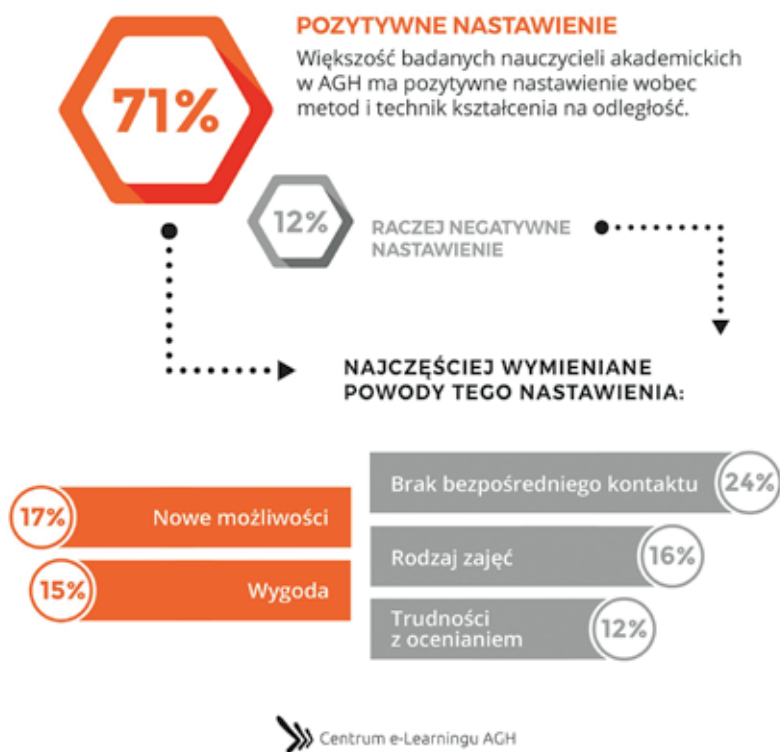 71%
POZYTYWNE NASTAWIENIE
Większość badanych nauczycieli akademickich
w AGH ma pozytywne nastawienie wobec
metod i technik kształcenia na odległość.
12%
RACZEJ NEGATYWNE
NASTAWIENIE
NAJCZĘŚCIEJ WYMIENIANE
POWODY TEGO NASTAWIENIA:
17%
Nowe możliwości
15%
Wygoda
Brak bezpośredniego kontaktu
24%
Rodzaj zajęć
16%
Trudności
z ocenianiem
12%
Centrum e-Learningu AGH